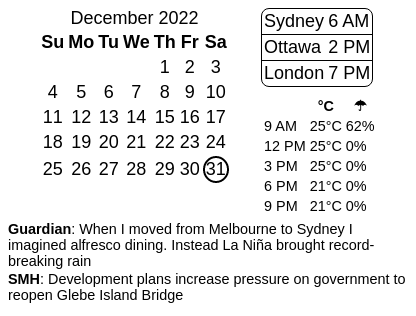 December 2022
Su Mo Tu We Th Fr Sa
1 2 3
4 5 6 7 8 9 10
11 12 13 14 15 16 17
18 19 20 21 22 23 24
25 26 27 28 29 30 31
Sydney 6 AM
Ottawa 2 PM
London 7 PM
°C ☂
9 AM 25°C 62%
12 PM 25°C 0%
3 PM 25°C 0%
6 PM 21°C 0%
9 PM 21°C 0%
Guardian: When I moved from Melbourne to Sydney I
imagined alfresco dining. Instead La Niña brought record-
breaking rain
SMH: Development plans increase pressure on government to
reopen Glebe Island Bridge